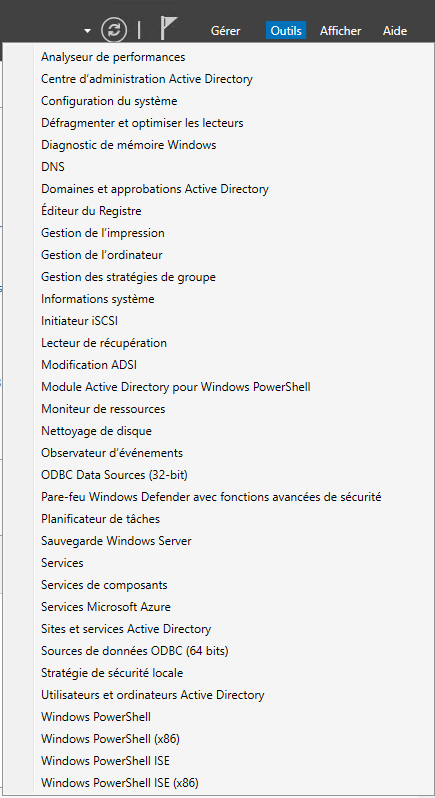 Gérer Outils Afficher Aide
Analyseur de performances
Centre d'administration Active Directory
Configuration du système
Défragmenter et optimiser les lecteurs
Diagnostic de mémoire Windows
DNS
Domaines et approbations Active Directory
Éditeur du Registre
Gestion de l'impression
Gestion de l'ordinateur
Gestion des stratégies de groupe
Informations système
Initiateur iSCSI
Lecteur de récupération
Modification ADSI
Module Active Directory pour Windows PowerShell
Moniteur de ressources
Nettoyage de disque
Observateur d'événements
ODBC Data Sources (32-bit)
Pare-feu Windows Defender avec fonctions avancées de sécurité
Planificateur de tâches
Sauvegarde Windows Server
Services
Services de composants
Services Microsoft Azure
Sites et services Active Directory
Sources de données ODBC (64 bits)
Stratégie de sécurité locale
Utilisateurs et ordinateurs Active Directory
Windows PowerShell
Windows PowerShell (x86)
Windows PowerShell ISE
Windows PowerShell ISE (x86)